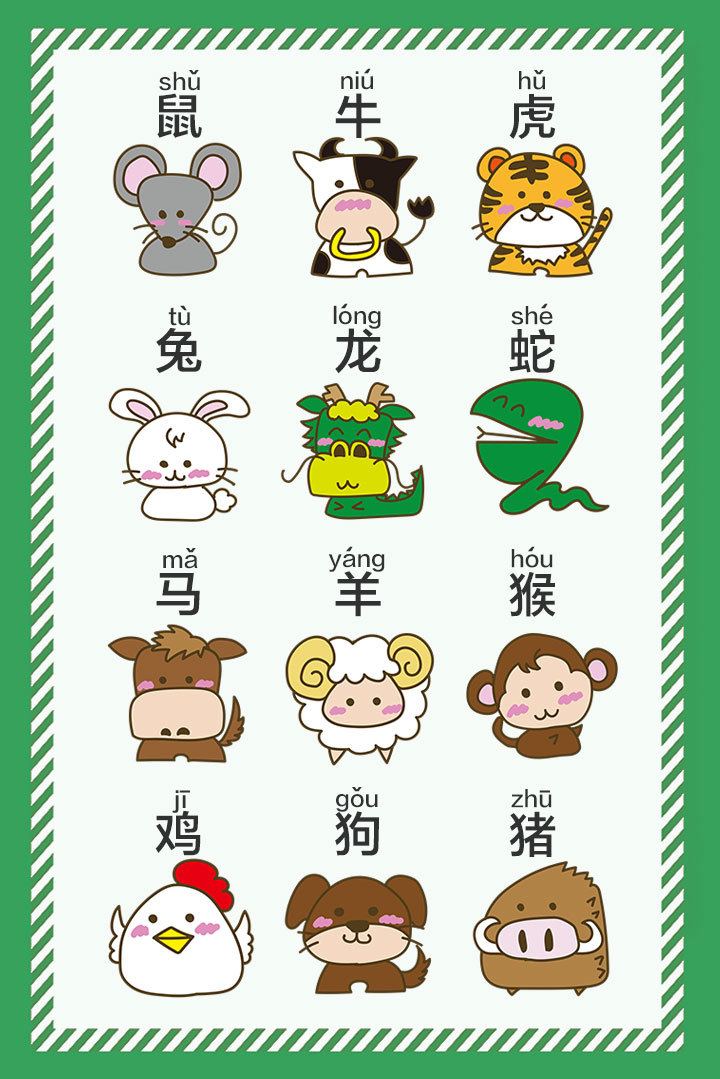 shǔ niú hǔ
鼠 牛 虎
tù lóng shé
兔 龙 蛇
mǎ yáng hóu
马 羊 猴
jī gǒu zhū
鸡 狗 猪